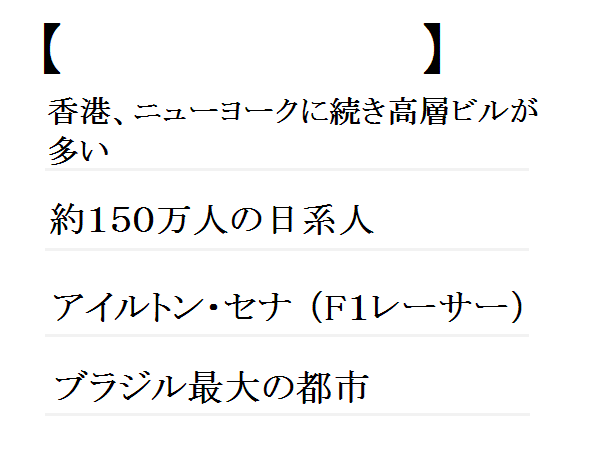 【　　　　　　　　　】
香港、ニューヨークに続き高層ビルが
多い
約150万人の日系人
アイルトン・セナ（F1レーサー）
ブラジル最大の都市